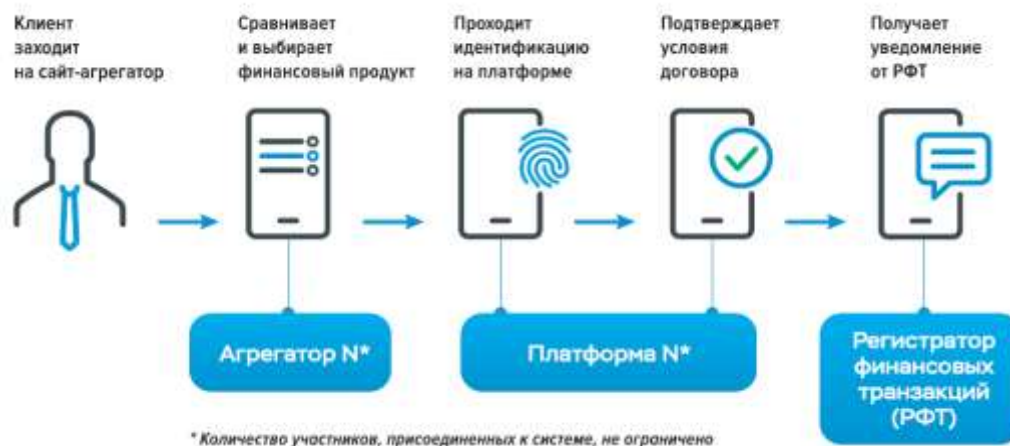 Клиент
заходит
на сайт-агрегатор
Сравнивает
и выбирает
финансовый продукт
Проходит
идентификацию
на платформе
Подтверждает
условия
договора
Получает
уведомление
от РФТ
Агрегатор N*
Платформа N*
Регистратор
финансовых
транзакций
(РФТ)
* Количество участников, присоединенных к системе, не ограничено